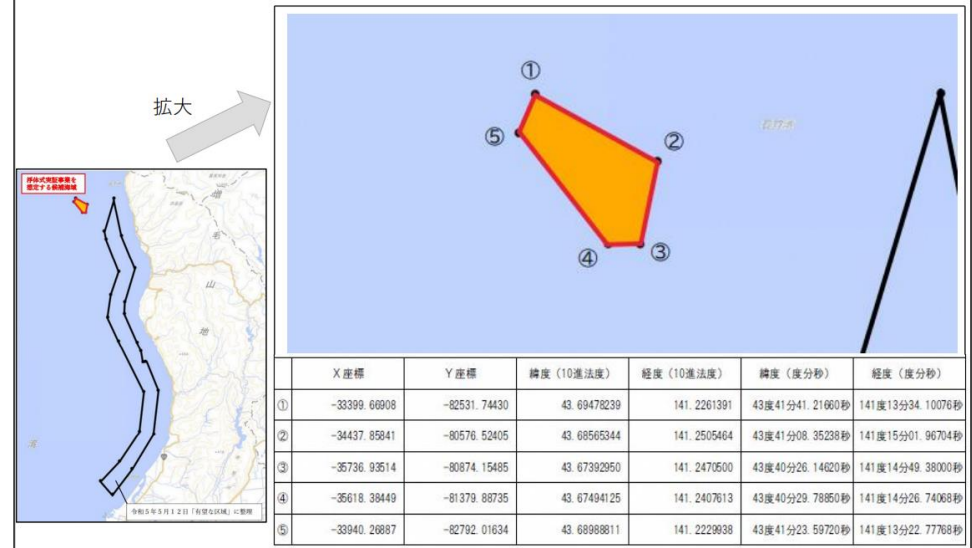 拡大
浮体式実証事業を
想定する候補海域
増
毛
山
地
令和5年5月12日「有望な区域」に整理
①
②
③
④
⑤
X座標 Y座標 緯度（10進法度） 経度（10進法度） 緯度（度分秒） 経度（度分秒）
① -33399.66908 -82531.74430 43.69478239 141.2261391 43度41分41.21660秒 141度13分34.10076秒
② -34437.85841 -80576.52405 43.68565344 141.2505464 43度41分08.35238秒 141度15分01.96704秒
③ -35736.93514 -80874.15485 43.67392950 141.2470500 43度40分26.14620秒 141度14分49.38000秒
④ -35618.38449 -81379.88735 43.67494125 141.2407613 43度40分29.78850秒 141度14分26.74068秒
⑤ -33940.26887 -82792.01634 43.68988811 141.2229938 43度41分23.59720秒 141度13分22.77768秒